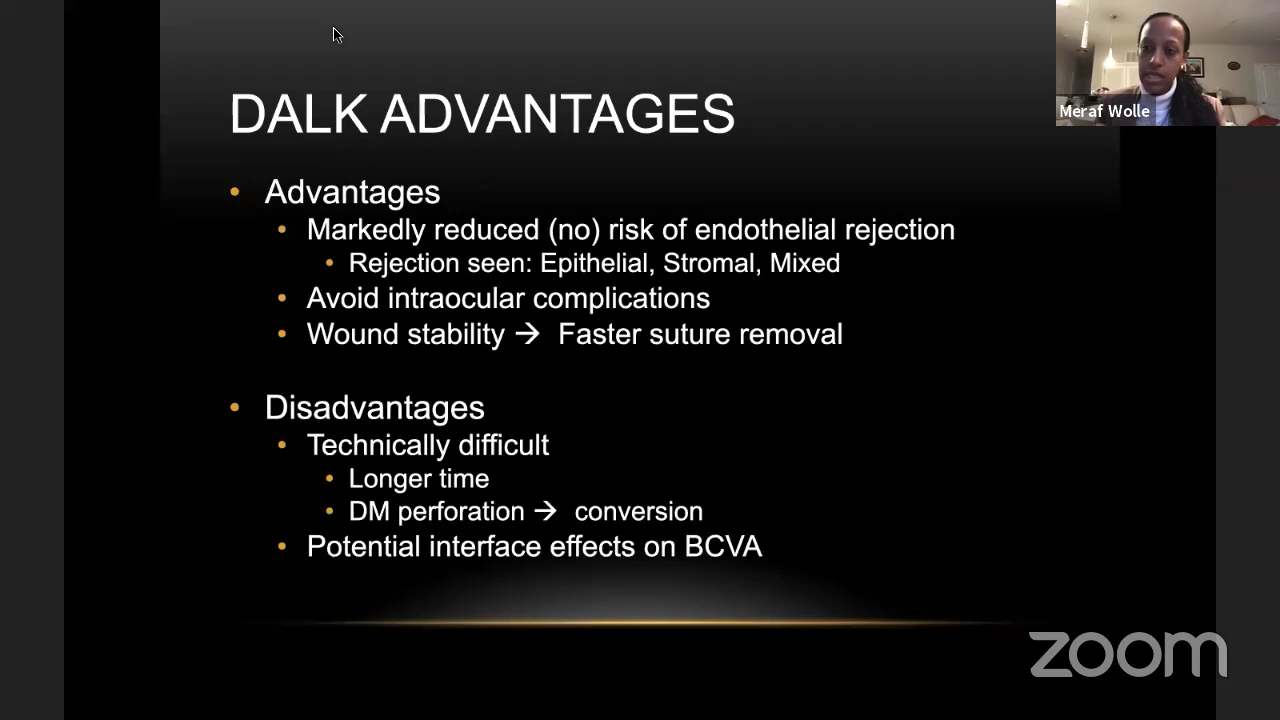 Meraf Wolle
DALK ADVANTAGES
• Advantages
• Markedly reduced (no) risk of endothelial rejection
• Rejection seen: Epithelial, Stromal, Mixed
• Avoid intraocular complications
• Wound stability → Faster suture removal
• Disadvantages
• Technically difficult
• Longer time
• DM perforation → conversion
• Potential interface effects on BCVA
zoom